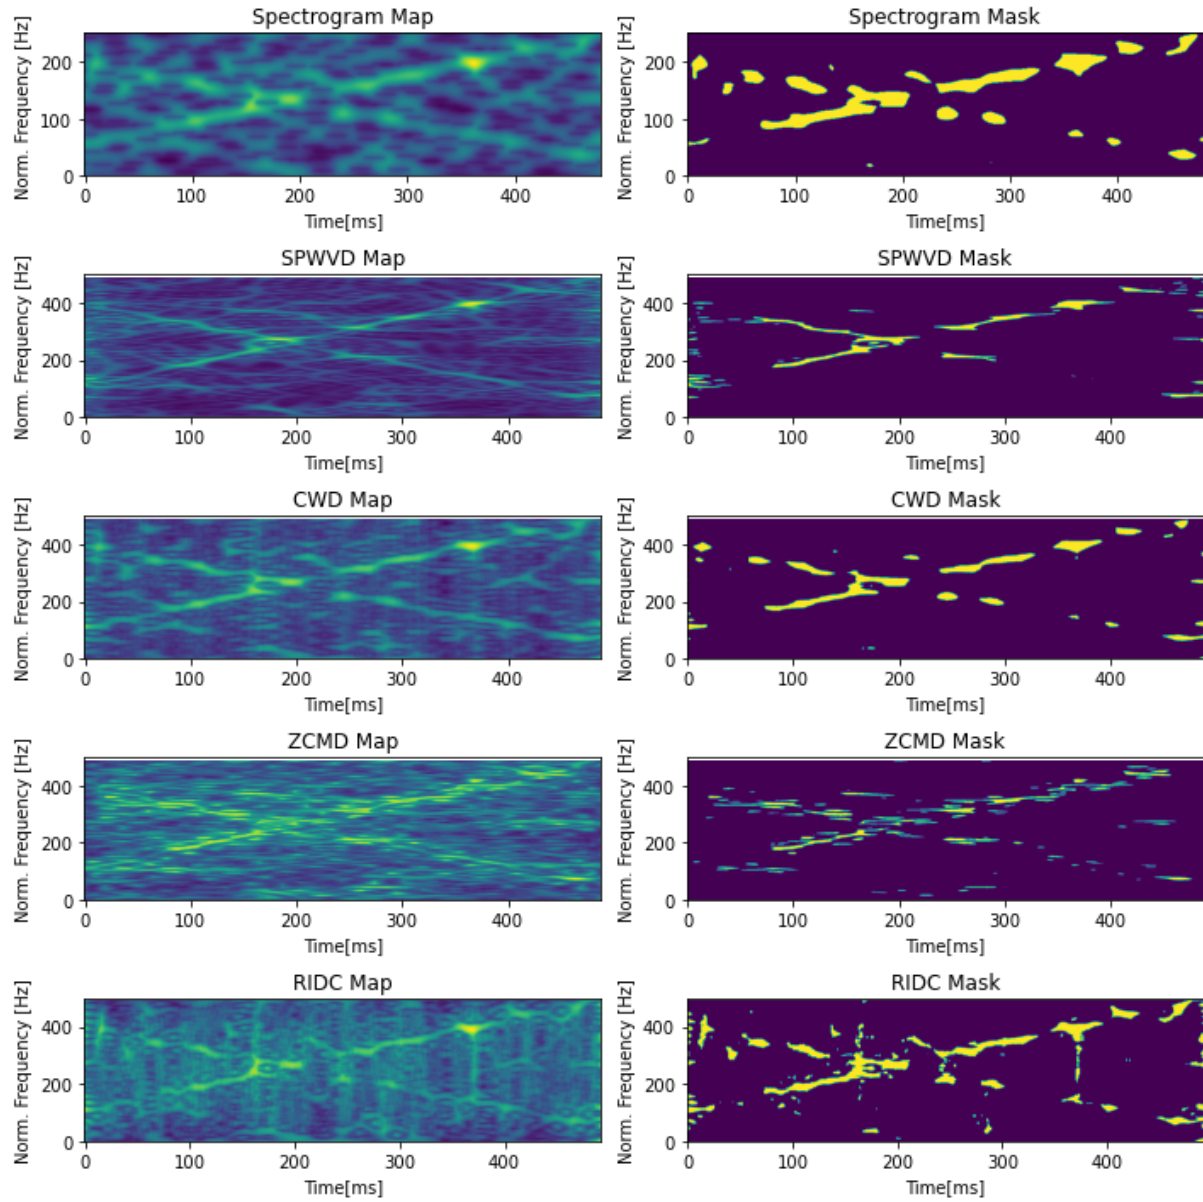 Spectrogram Map
Spectrogram Mask
Norm. Frequency [Hz]
200
100
0
0 100 200 300 400
Time[ms]
Norm. Frequency [Hz]
200
100
0
0 100 200 300 400
Time[ms]
SPWVD Map
SPWVD Mask
Norm. Frequency [Hz]
400
200
0
0 100 200 300 400
Time[ms]
Norm. Frequency [Hz]
400
200
0
0 100 200 300 400
Time[ms]
CWD Map
CWD Mask
Norm. Frequency [Hz]
400
200
0
0 100 200 300 400
Time[ms]
Norm. Frequency [Hz]
400
200
0
0 100 200 300 400
Time[ms]
ZCMD Map
ZCMD Mask
Norm. Frequency [Hz]
400
200
0
0 100 200 300 400
Time[ms]
Norm. Frequency [Hz]
400
200
0
0 100 200 300 400
Time[ms]
RIDC Map
RIDC Mask
Norm. Frequency [Hz]
400
200
0
0 100 200 300 400
Time[ms]
Norm. Frequency [Hz]
400
200
0
0 100 200 300 400
Time[ms]